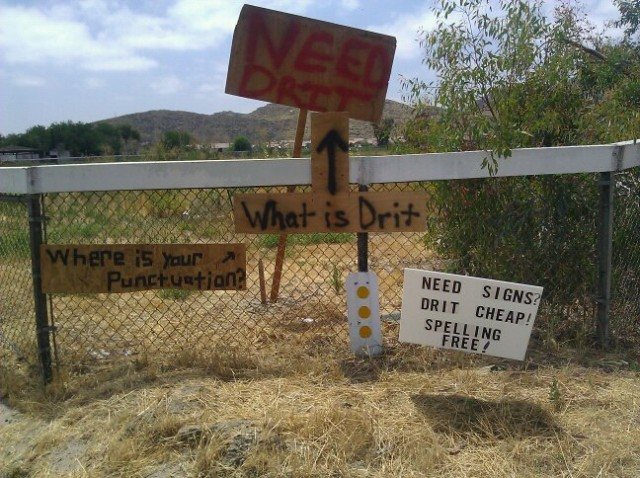 NEED
DRIT
What is Drit
Where is your
Punctuation?
NEED SIGNS?
DRIT CHEAP!
SPELLING
FREE!